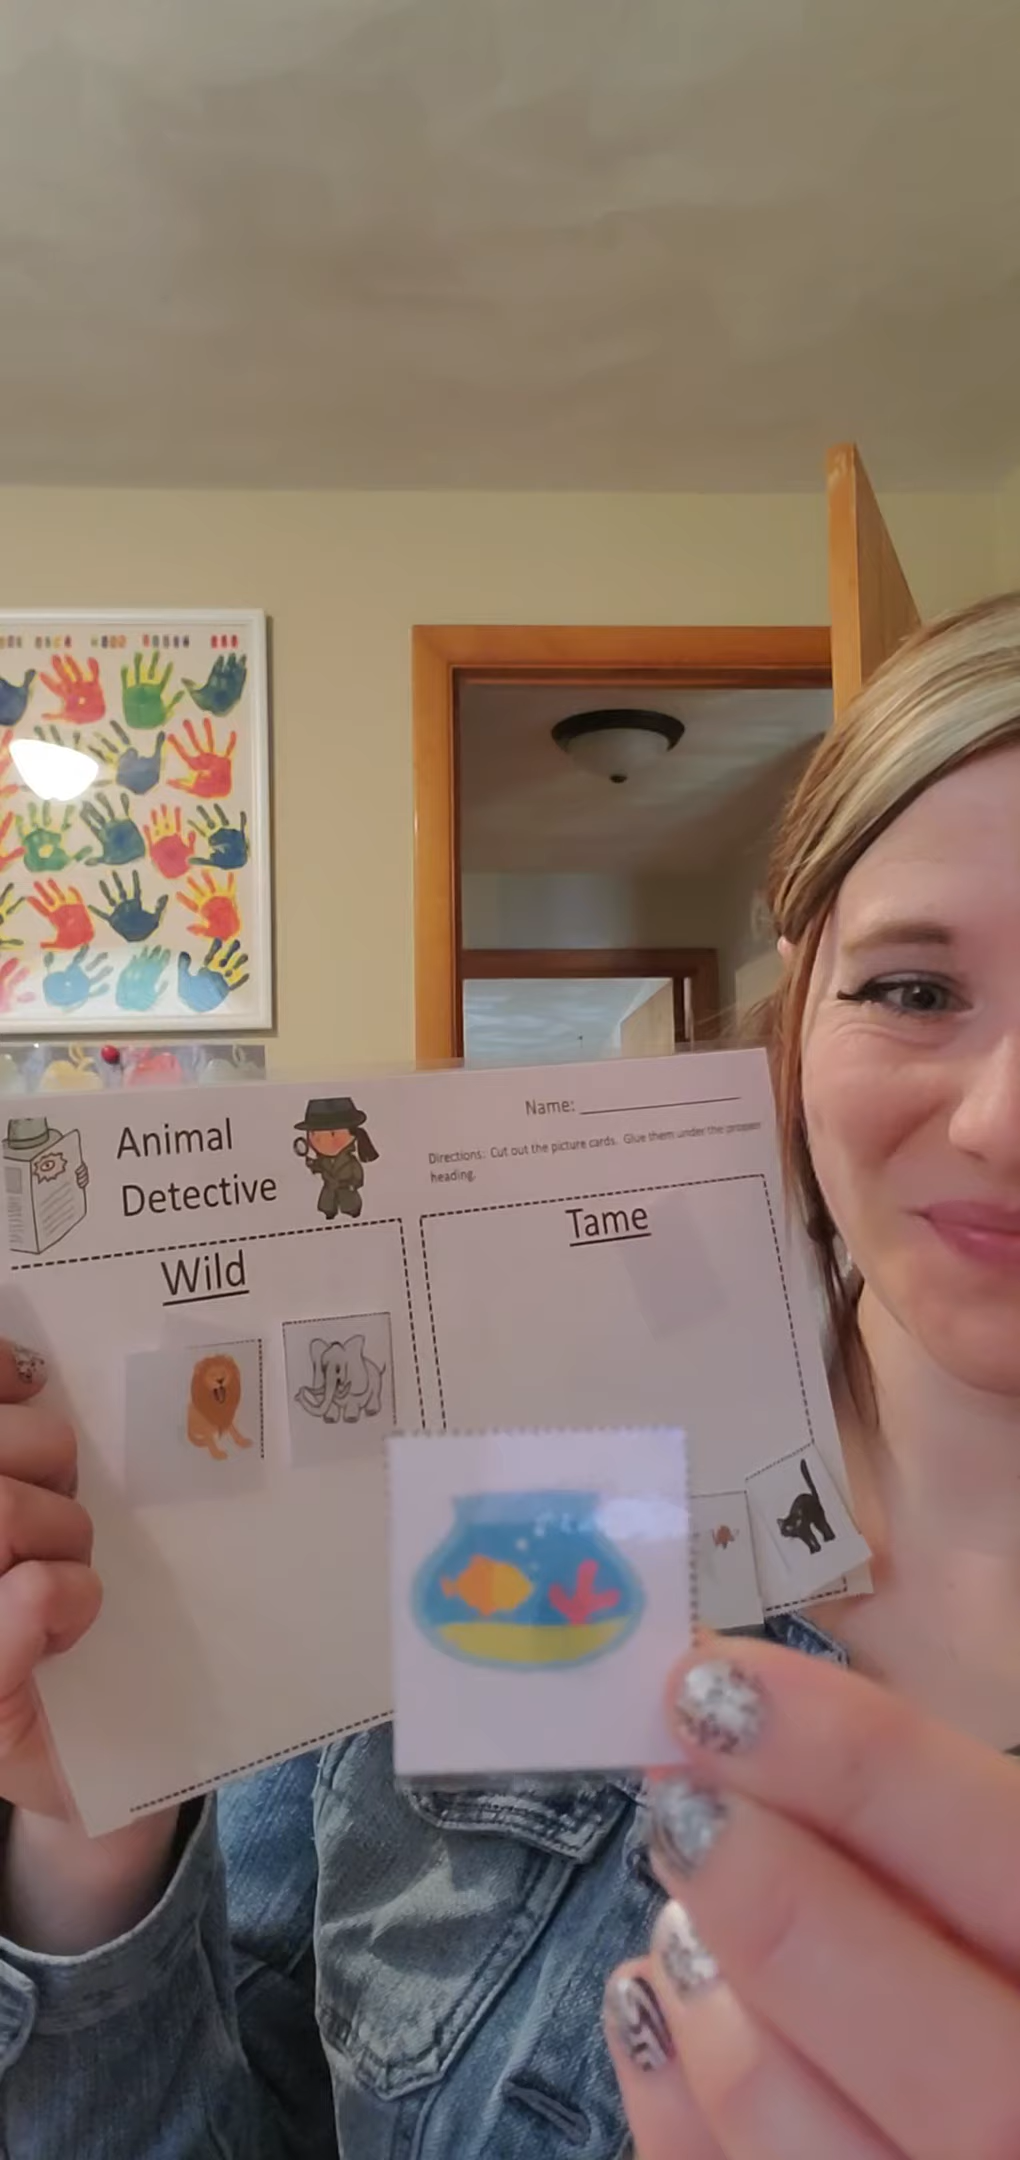 Animal
Detective
Name:
Directions: Cut out the picture cards. Glue them under the proper
heading.
Wild
Tame